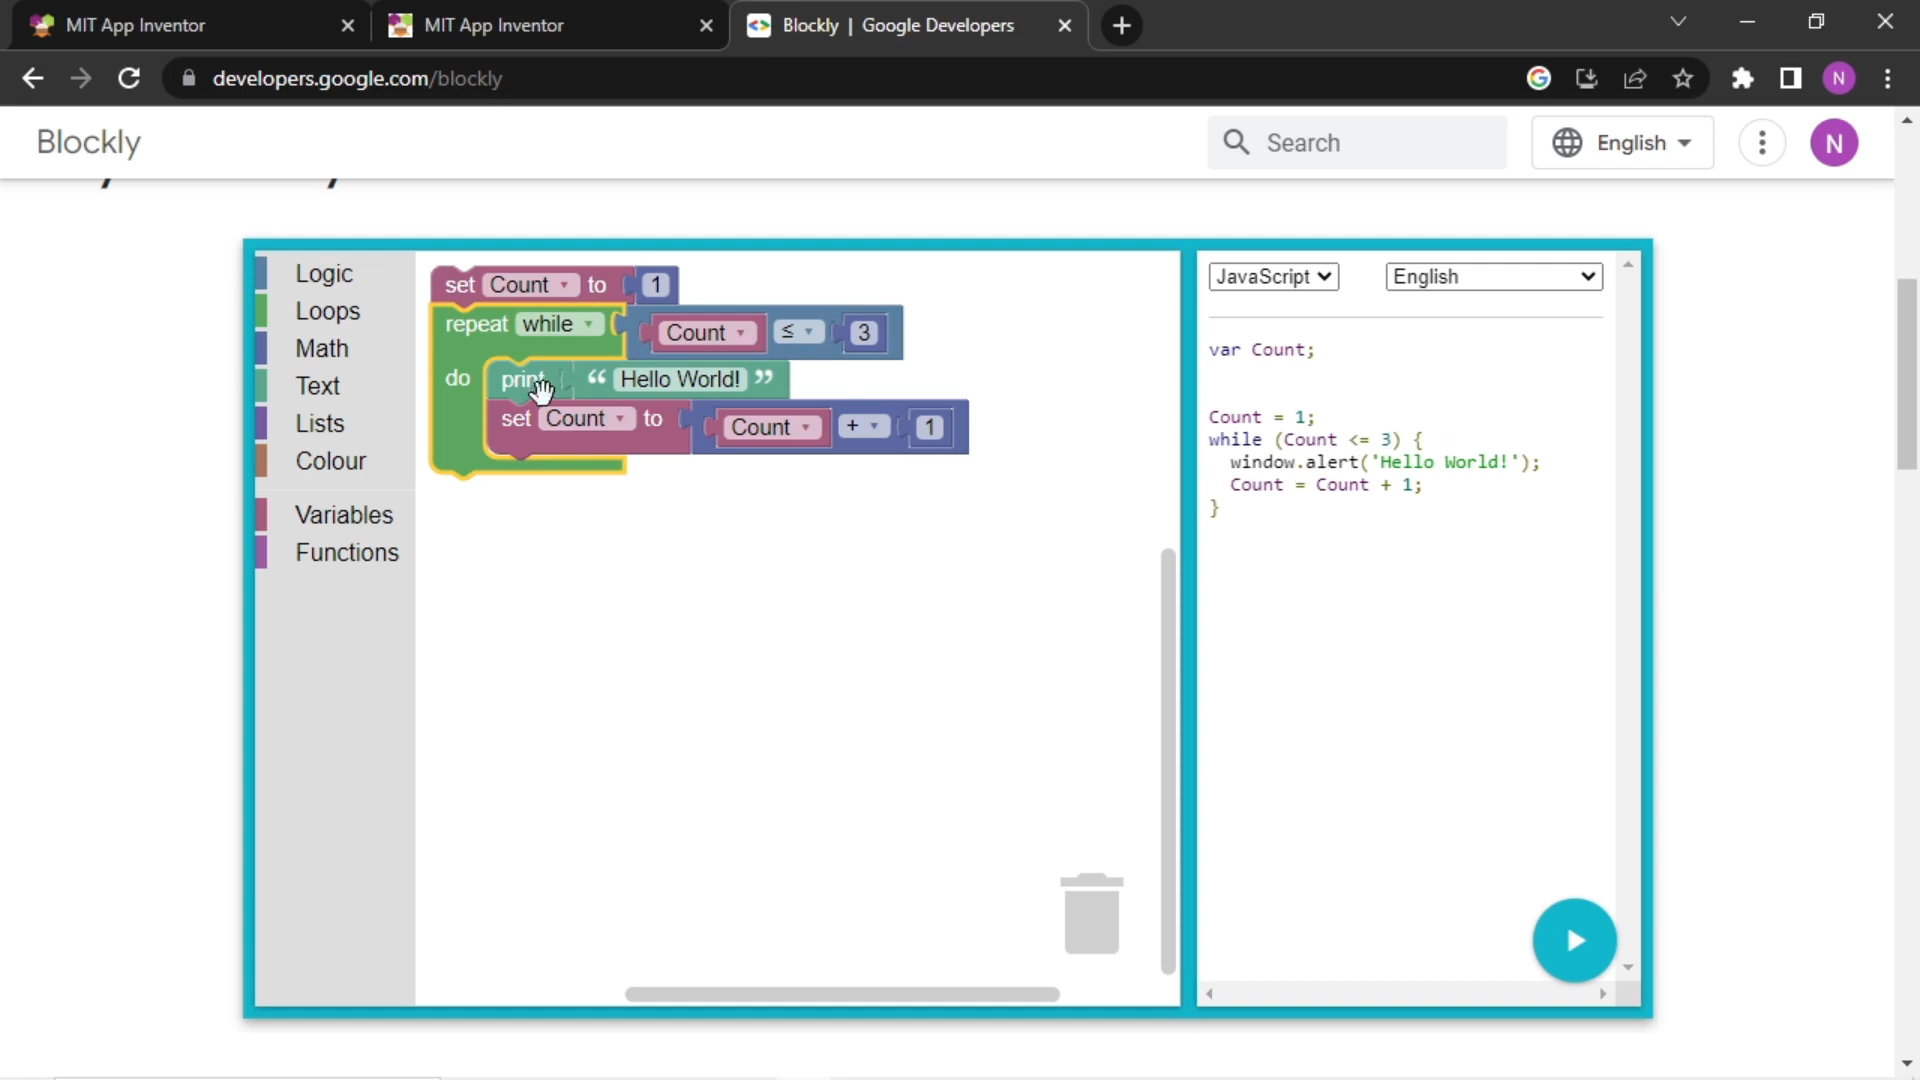 MIT App Inventor
MIT App Inventor
Blockly | Google Developers
developers.google.com/blockly
N
Blockly
Search
English
N
Logic
Loops
Math
Text
Lists
Colour
Variables
Functions
set Count to 1
repeat while Count ≤ 3
do print “ Hello World! ”
set Count to Count + 1
JavaScript
English
var Count;
Count = 1;
while (Count <= 3) {
window.alert('Hello World!');
Count = Count + 1;
}